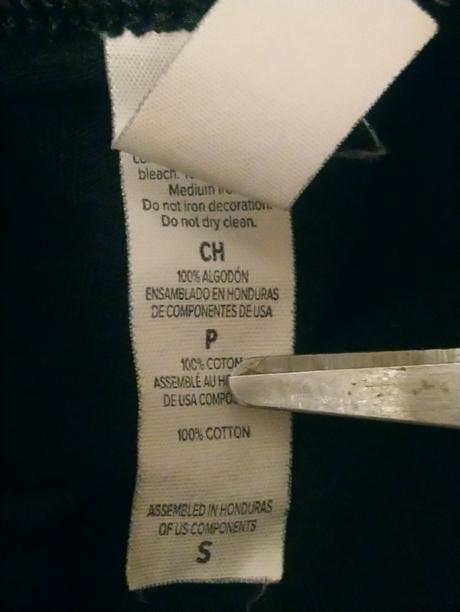 bleach.
Medium
Do not iron decoration.
Do not dry clean.
CH
100% ALGODÓN
ENSAMBLADO EN HONDURAS
DE COMPONENTES DE USA
P
100% COTON
ASSEMBLÉ AU
DE USA
100% COTTON
ASSEMBLED IN HONDURAS
OF US COMPONENTS
S